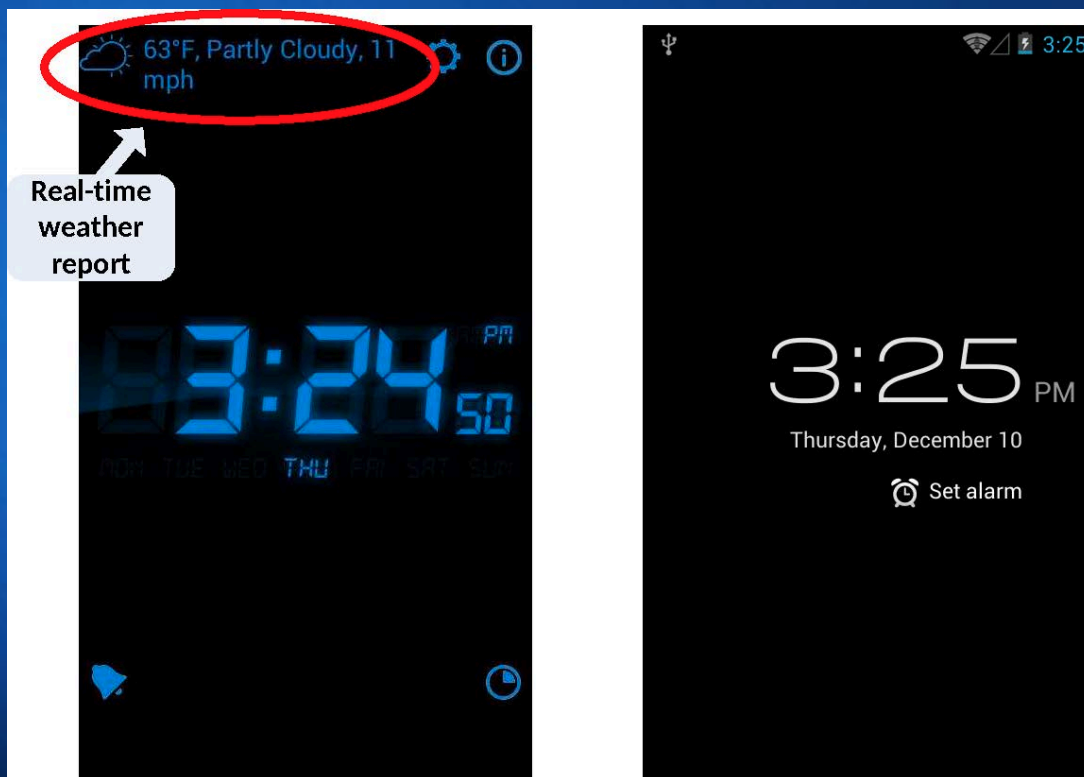 63°F, Partly Cloudy, 11
mph
Real-time
weather
report
3:24
PM
50
MON TUE WED THU FRI SAT SUN
3:25
3:25 PM
Thursday, December 10
Set alarm